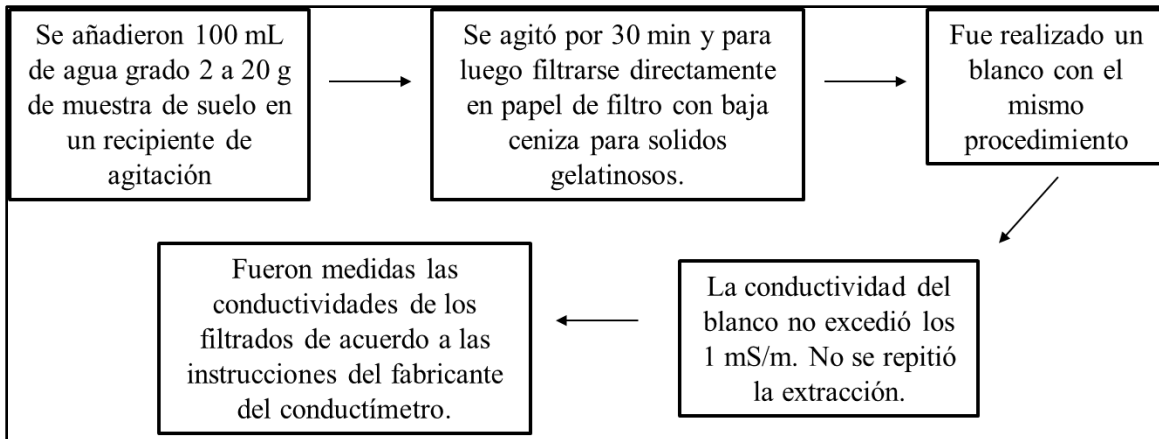 Se añadieron 100 mL
de agua grado 2 a 20 g
de muestra de suelo en
un recipiente de
agitación
Se agitó por 30 min y para
luego filtrarse directamente
en papel de filtro con baja
ceniza para solidos
gelatinosos.
Fue realizado un
blanco con el
mismo
procedimiento
La conductividad del
blanco no excedió los
1 mS/m. No se repitió
la extracción.
Fueron medidas las
conductividades de los
filtrados de acuerdo a las
instrucciones del fabricante
del conductímetro.